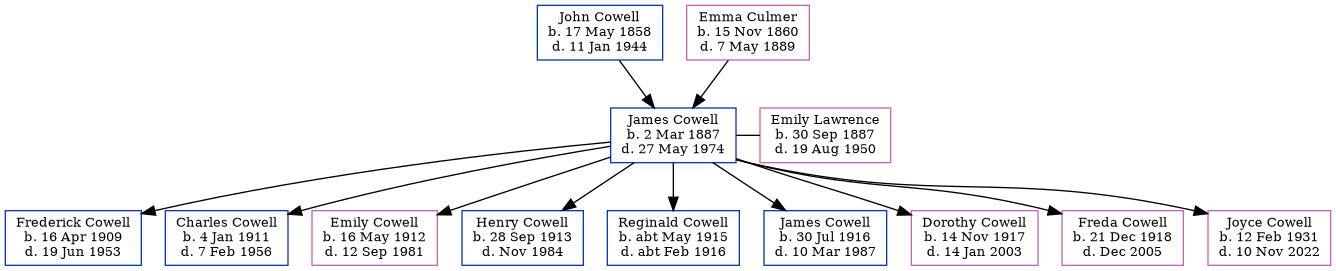 John Cowell
b. 17 May 1858
d. 11 Jan 1944
Emma Culmer
b. 15 Nov 1860
d. 7 May 1889
James Cowell
b. 2 Mar 1887
d. 27 May 1974
Emily Lawrence
b. 30 Sep 1887
d. 19 Aug 1950
Frederick Cowell
b. 16 Apr 1909
d. 19 Jun 1953
Charles Cowell
b. 4 Jan 1911
d. 7 Feb 1956
Emily Cowell
b. 16 May 1912
d. 12 Sep 1981
Henry Cowell
b. 28 Sep 1913
d. Nov 1984
Reginald Cowell
b. abt May 1915
d. abt Feb 1916
James Cowell
b. 30 Jul 1916
d. 10 Mar 1987
Dorothy Cowell
b. 14 Nov 1917
d. 14 Jan 2003
Freda Cowell
b. 21 Dec 1918
d. Dec 2005
Joyce Cowell
b. 12 Feb 1931
d. 10 Nov 2022